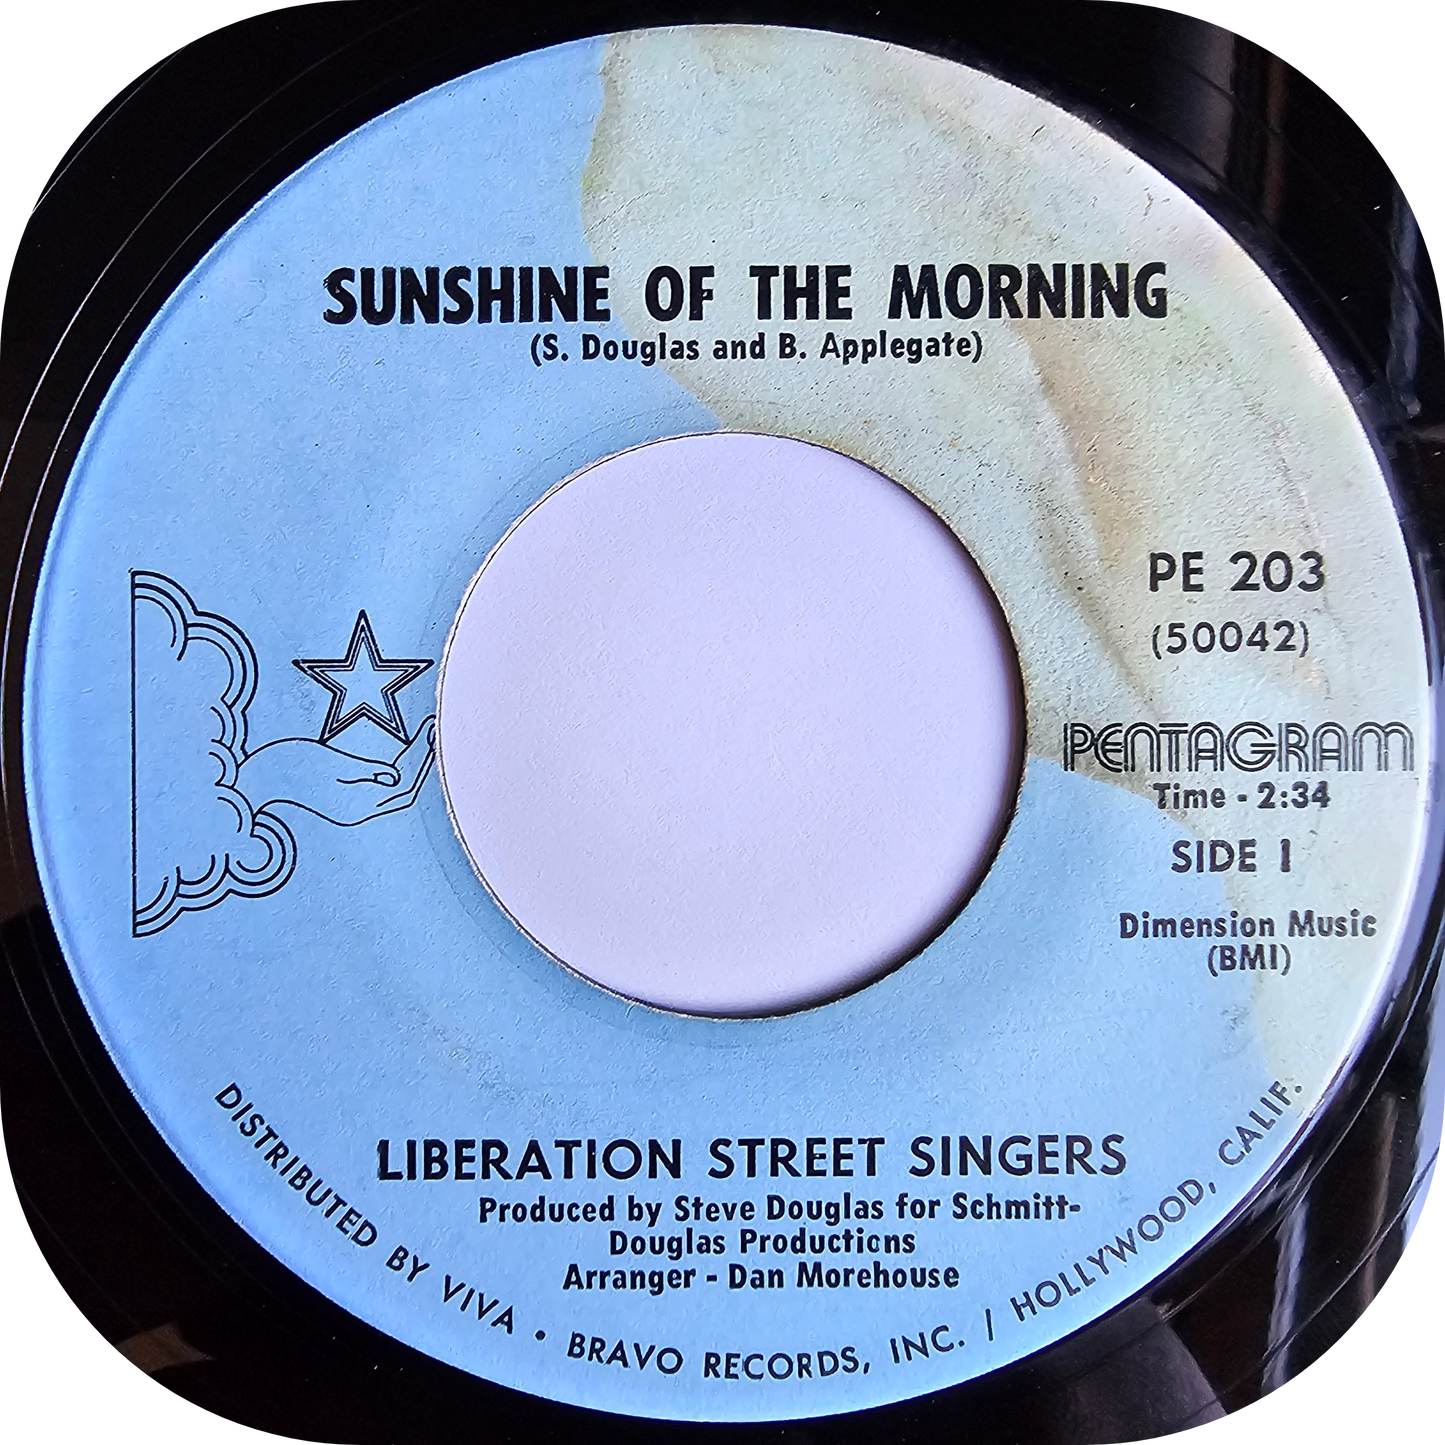 SUNSHINE OF THE MORNING
(S. Douglas and B. Applegate)
PE 203
(50042)
PENTAGRAM
Time - 2:34
SIDE 1
Dimension Music
(BMI)
LIBERATION STREET SINGERS
Produced by Steve Douglas for Schmitt-
Douglas Productions
Arranger - Dan Morehouse
DISTRIBUTED BY VIVA • BRAVO RECORDS, INC. / HOLLYWOOD, CALIF.